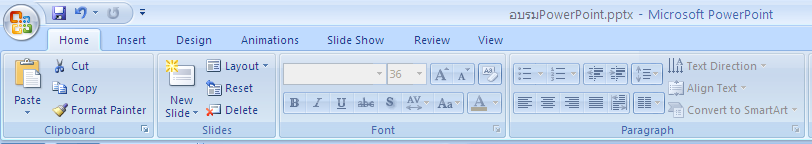 อบรมPowerPoint.pptx - Microsoft PowerPoint
Home Insert Design Animations Slide Show Review View
Paste
Cut
Copy
Format Painter
Clipboard
New Slide
Layout
Reset
Delete
Slides
36 A A
B I U abc S AV Aa A
Font
Text Direction
Align Text
Convert to SmartArt
Paragraph